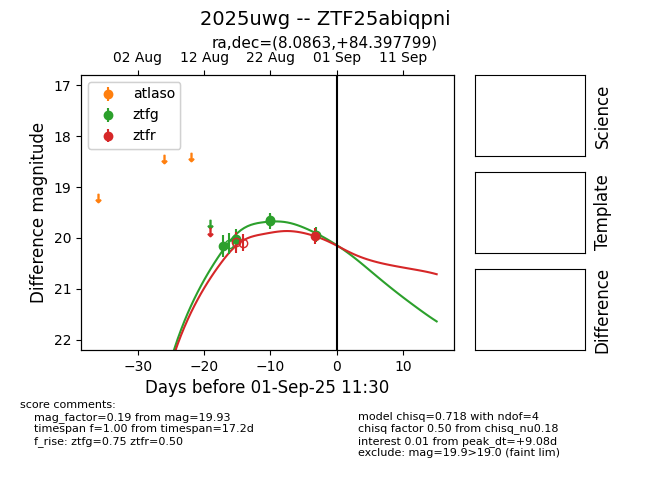 2025uwg -- ZTF25abiqpni
ra,dec=(8.0863,+84.397799)
02 Aug 12 Aug 22 Aug 01 Sep 11 Sep
atlaso
ztfg
ztfr
17
18
19
20
21
22
Difference magnitude
−30 −20 −10 0 10
Days before 01-Sep-25 11:30
Science
Template
Difference
score comments:
mag_factor=0.19 from mag=19.93
timespan f=1.00 from timespan=17.2d
f_rise: ztfg=0.75 ztfr=0.50
model chisq=0.718 with ndof=4
chisq factor 0.50 from chisq_nu0.18
interest 0.01 from peak_dt=+9.08d
exclude: mag=19.9>19.0 (faint lim)